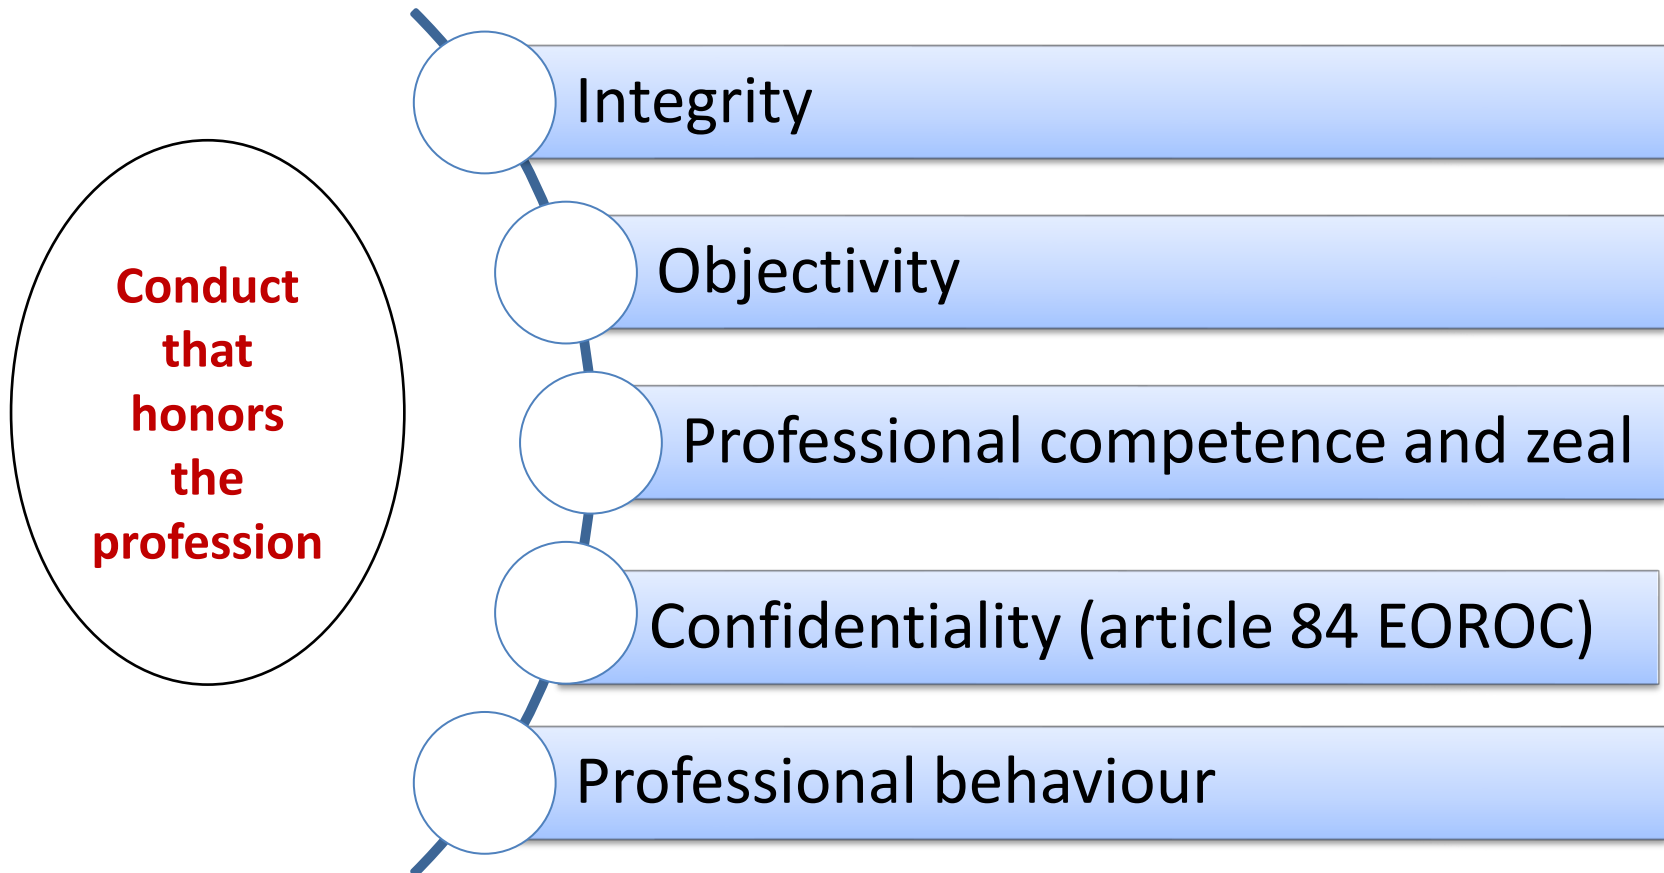 Conduct
that
honors
the
profession
Integrity
Objectivity
Professional competence and zeal
Confidentiality (article 84 EOROC)
Professional behaviour